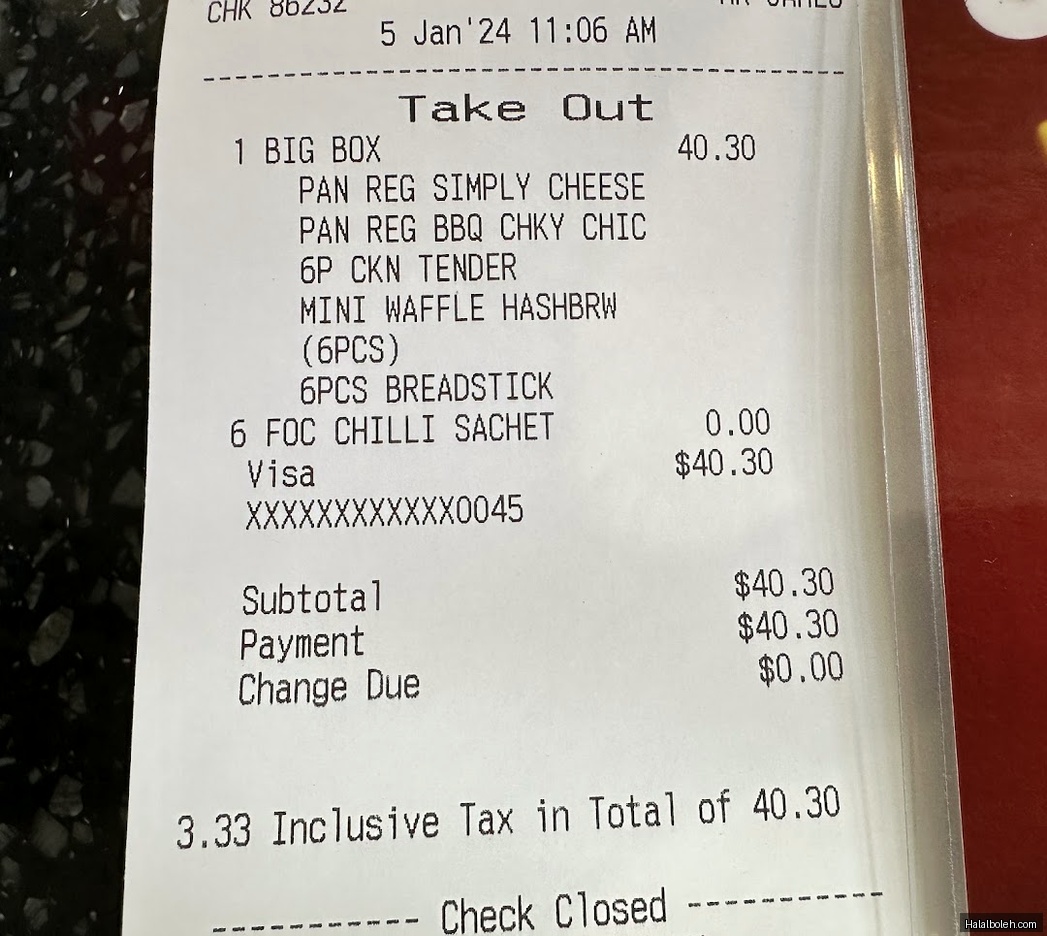 CHK 86232
5 Jan'24 11:06 AM
Take Out
1 BIG BOX 40.30
PAN REG SIMPLY CHEESE
PAN REG BBQ CHKY CHIC
6P CKN TENDER
MINI WAFFLE HASHBRW
(6PCS)
6PCS BREADSTICK
6 FOC CHILLI SACHET 0.00
Visa $40.30
XXXXXXXXXXXX0045
Subtotal $40.30
Payment $40.30
Change Due $0.00
3.33 Inclusive Tax in Total of 40.30
---------- Check Closed -----------
Halalboleh.com